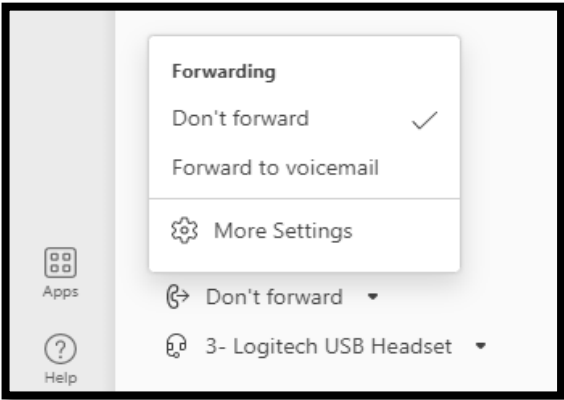 Forwarding
Don't forward
Forward to voicemail
More Settings
Apps
Don't forward
3- Logitech USB Headset
Help